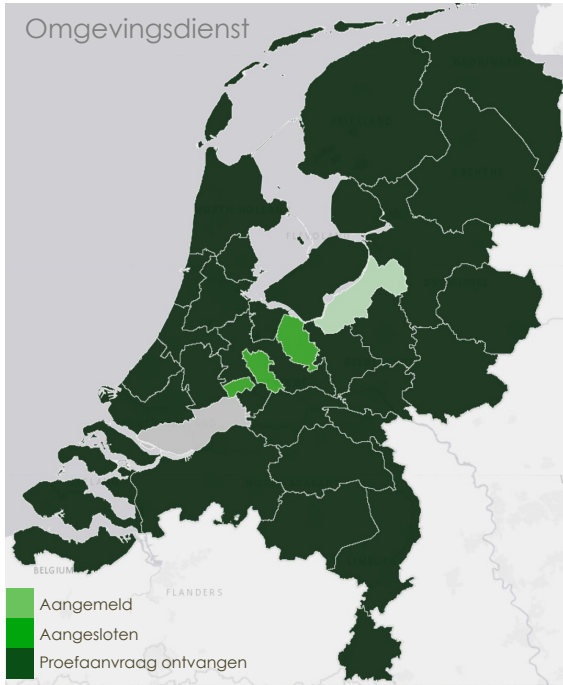 Omgevingsdienst
BELGIUM
FLANDERS
Aangemeld
Aangesloten
Proefaanvraag ontvangen